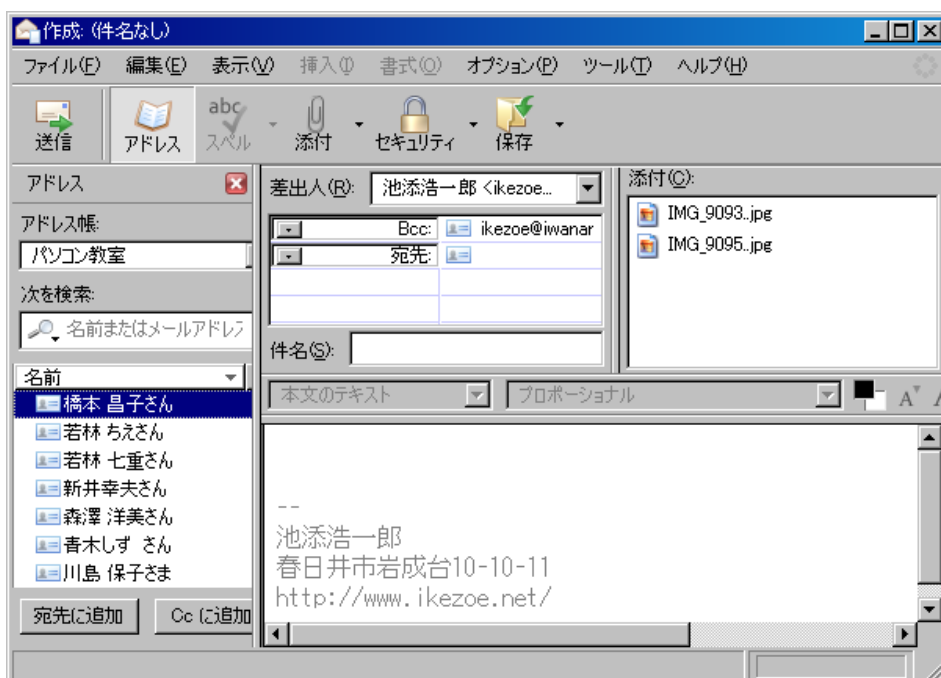 作成: (件名なし)
ファイル(F) 編集(E) 表示(V) 挿入(I) 書式(O) オプション(P) ツール(T) ヘルプ(H)
送信 アドレス abc スペル 添付 セキュリティ 保存
アドレス
アドレス帳:
パソコン教室
次を検索:
名前またはメールアドレス
名前
橋本 昌子さん
若林 ちえさん
若林 七重さん
新井幸夫さん
森澤 洋美さん
青木しず さん
川島 保子さま
宛先に追加 Cc に追加
差出人(R): 池添浩一郎 <ikezoe...
Bcc: ikezoe@iwanar
宛先:
件名(S):
添付(C):
IMG_9093..jpg
IMG_9095..jpg
本文のテキスト プロポーショナル
--
池添浩一郎
春日井市岩成台10-10-11
http://www.ikezoe.net/